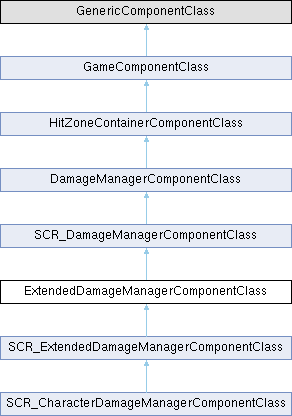 GenericComponentClass
GameComponentClass
HitZoneContainerComponentClass
DamageManagerComponentClass
SCR_DamageManagerComponentClass
ExtendedDamageManagerComponentClass
SCR_ExtendedDamageManagerComponentClass
SCR_CharacterDamageManagerComponentClass